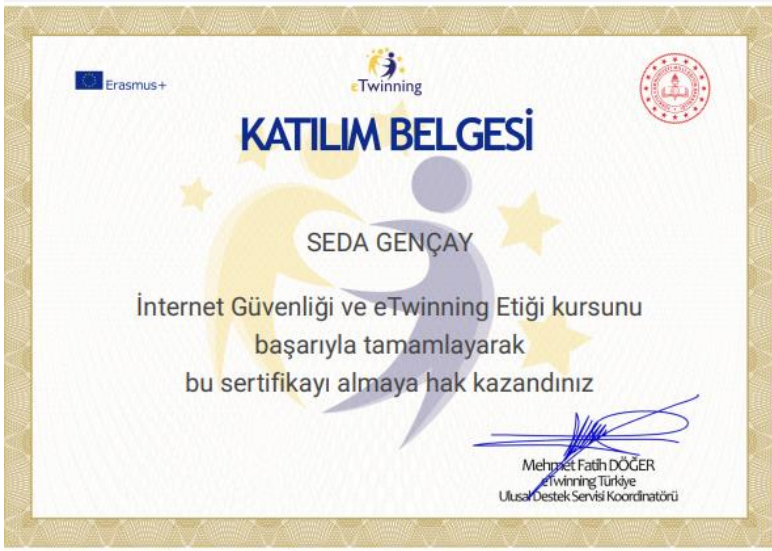 Erasmus+
eTwinning
KATILIM BELGESİ
SEDA GENÇAY
İnternet Güvenliği ve eTwinning Etiği kursunu
başarıyla tamamlayarak
bu sertifikayı almaya hak kazandınız
Mehmet Fatih DÖĞER
eTwinning Türkiye
Ulusal Destek Servisi Koordinatörü